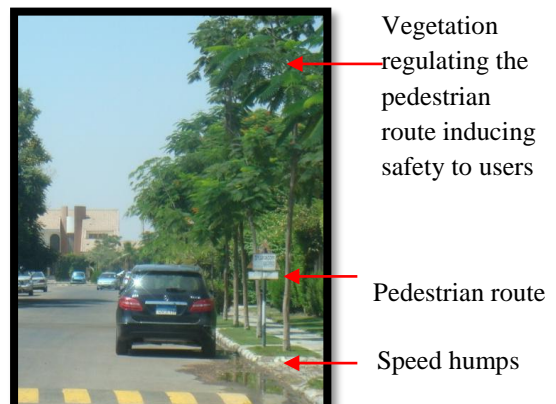 Vegetation
regulating the
pedestrian
route inducing
safety to users
Pedestrian route
Speed humps